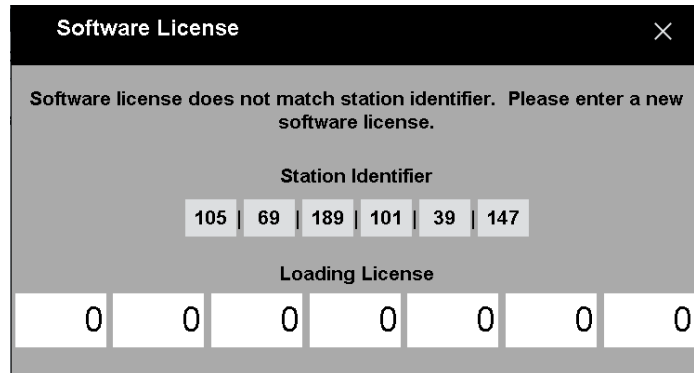 Software License
Software license does not match station identifier. Please enter a new
software license.
Station Identifier
105 | 69 | 189 | 101 | 39 | 147
Loading License
0 0 0 0 0 0 0